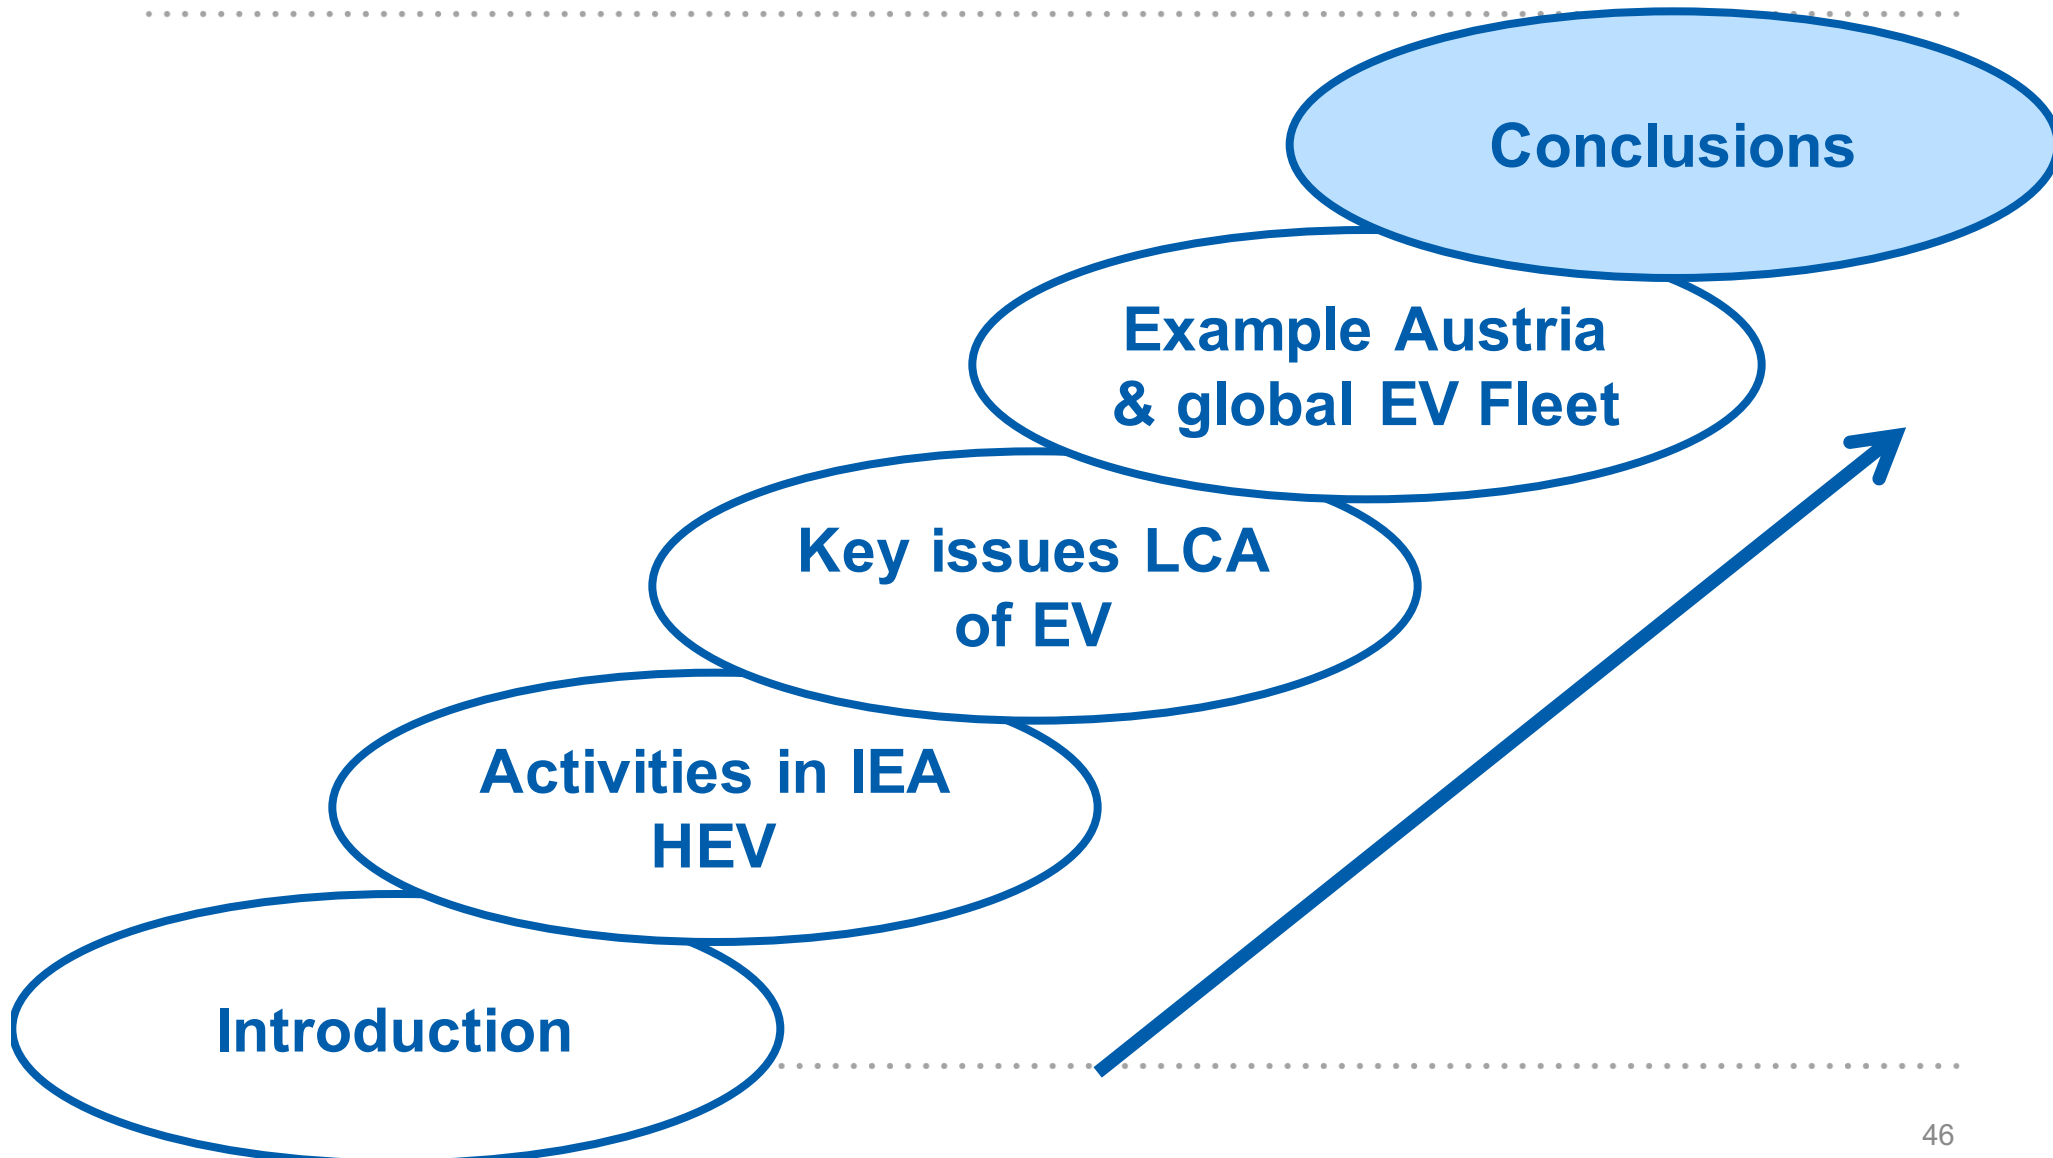 Conclusions
Example Austria
& global EV Fleet
Key issues LCA
of EV
Activities in IEA
HEV
Introduction
46